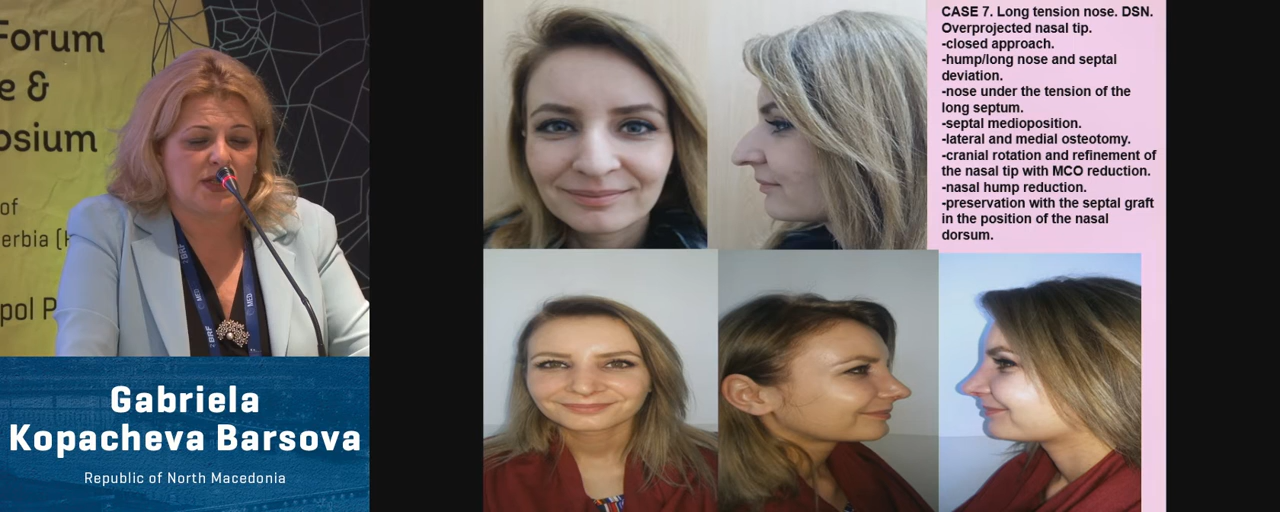 Forum
e &
osium
of
erbia (H
pol P
BRF
MED
Gabriela
Kopacheva Barsova
Republic of North Macedonia
CASE 7. Long tension nose. DSN.
Overprojected nasal tip.
-closed approach.
-hump/long nose and septal
deviation.
-nose under the tension of the
long septum.
-septal medioposition.
-lateral and medial osteotomy.
-cranial rotation and refinement of
the nasal tip with MCO reduction.
-nasal hump reduction.
-preservation with the septal graft
in the position of the nasal
dorsum.